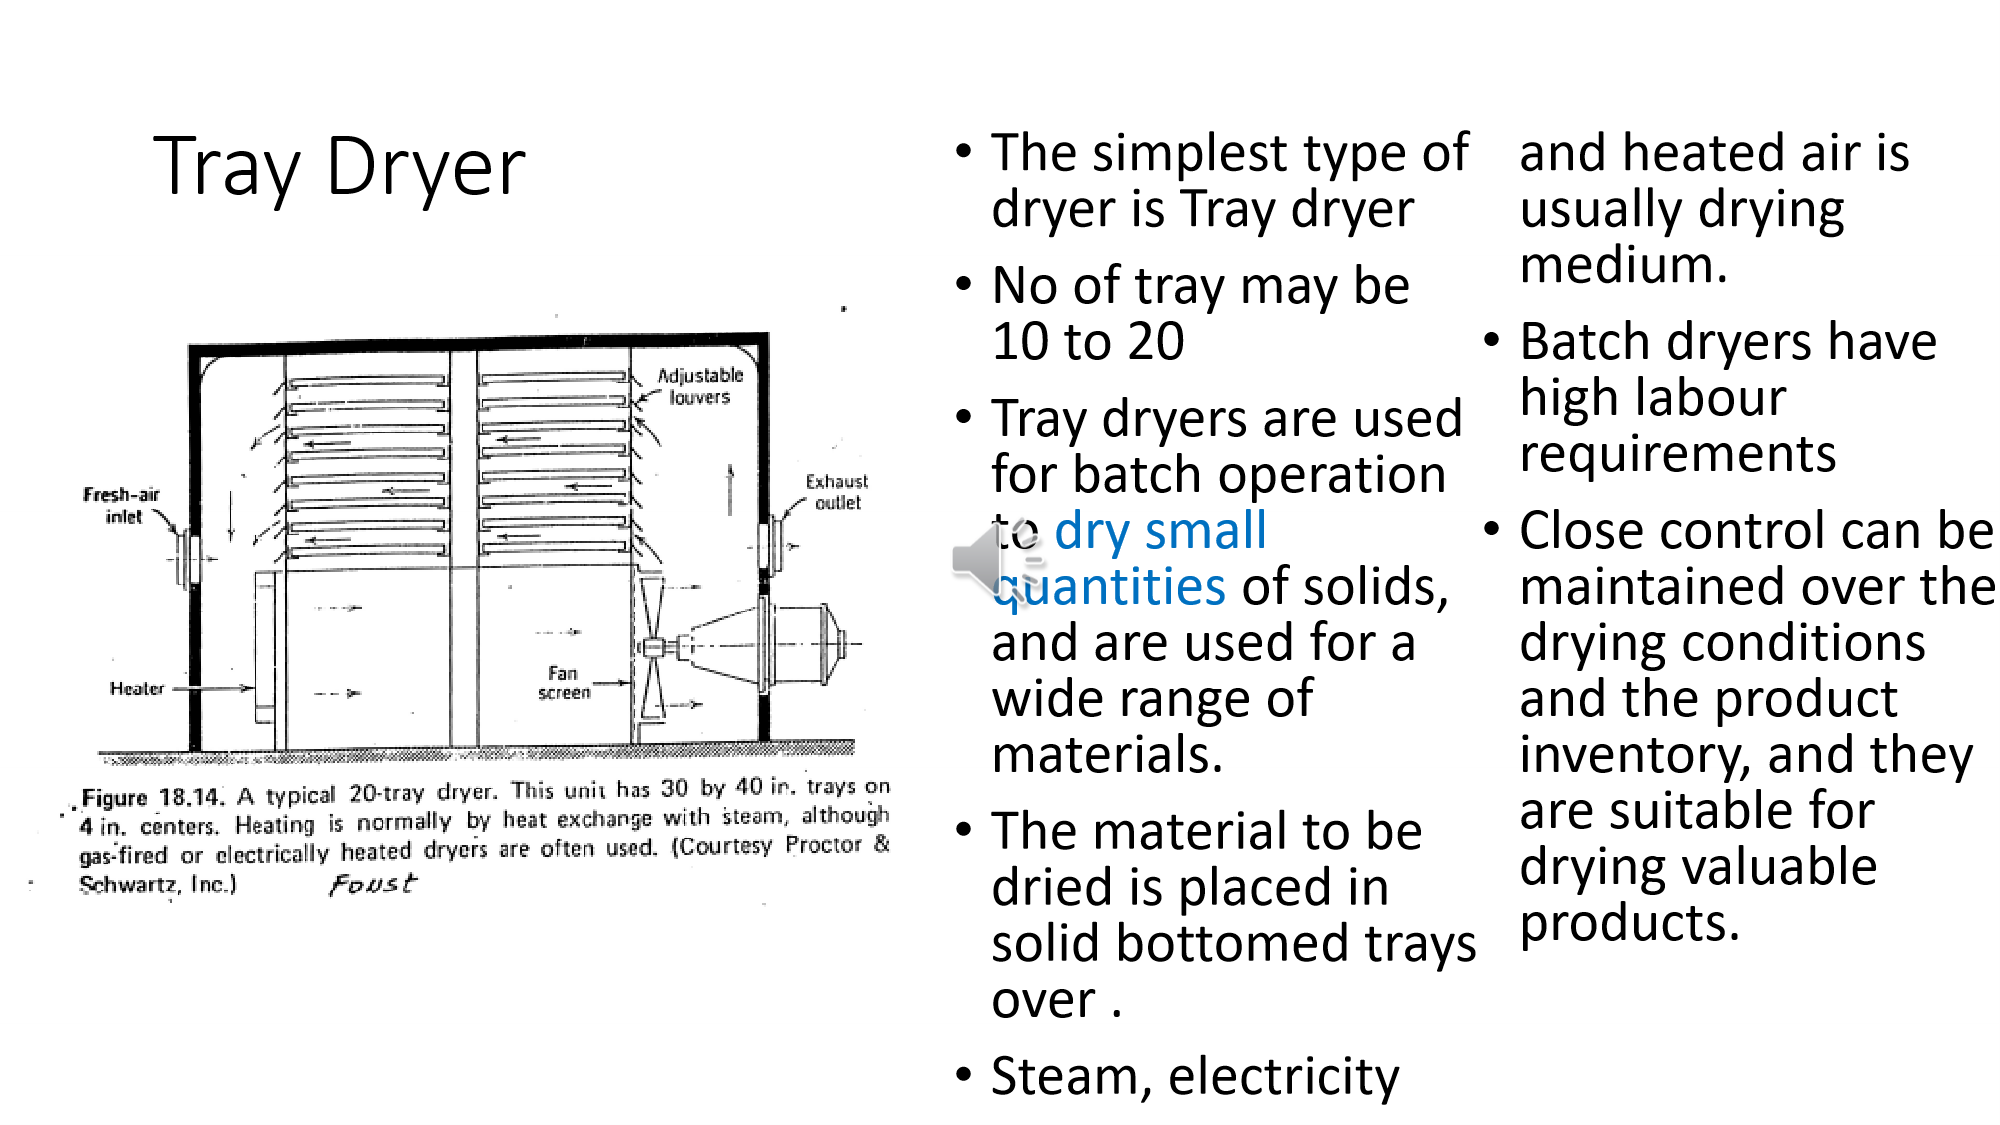 Tray Dryer
Adjustable
louvers
Fresh-air
inlet
Exhaust
outlet
Heater
Fan
screen
Figure 18.14. A typical 20-tray dryer. This unit has 30 by 40 in. trays on
4 in. centers. Heating is normally by heat exchange with steam, although
gas-fired or electrically heated dryers are often used. (Courtesy Proctor &
Schwartz, Inc.) Foust
• The simplest type of
dryer is Tray dryer
• No of tray may be
10 to 20
• Tray dryers are used
for batch operation
to dry small
quantities of solids,
and are used for a
wide range of
materials.
• The material to be
dried is placed in
solid bottomed trays
over .
• Steam, electricity
and heated air is
usually drying
medium.
• Batch dryers have
high labour
requirements
• Close control can be
maintained over the
drying conditions
and the product
inventory, and they
are suitable for
drying valuable
products.